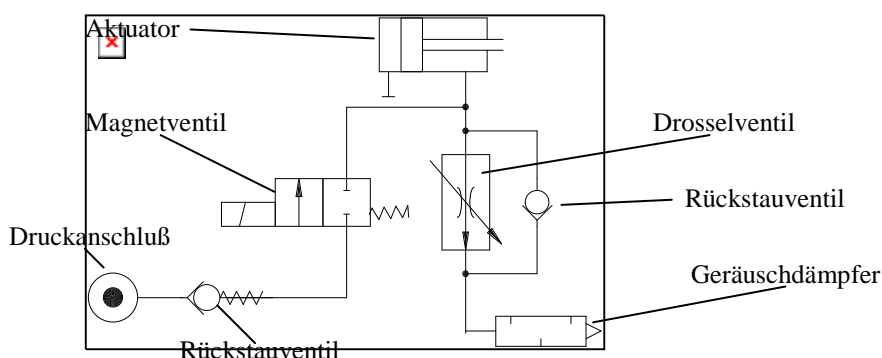 Aktuator
Magnetventil
Drosselventil
Rückstauventil
Druckanschluß
Geräuschdämpfer
Rückstauventil